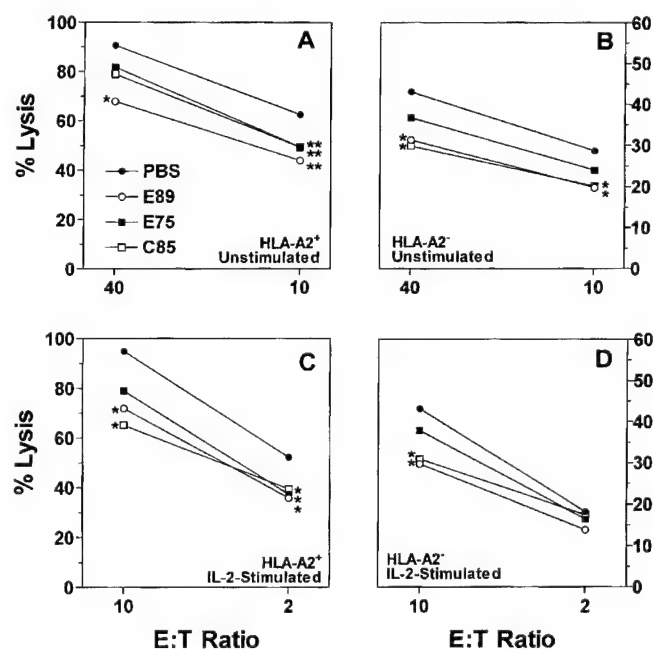 100
80
60
40
20
0
% Lysis
A
PBS
E89
E75
C85
HLA-A2+
Unstimulated
40
10
*
**
**
**
B
HLA-A2-
Unstimulated
40
10
*
*
*
*
60
50
40
30
20
10
0
100
80
60
40
20
0
% Lysis
C
HLA-A2+
IL-2-Stimulated
10
2
E:T Ratio
*
*
*
*
*
D
HLA-A2-
IL-2-Stimulated
10
2
E:T Ratio
*
*
60
50
40
30
20
10
0